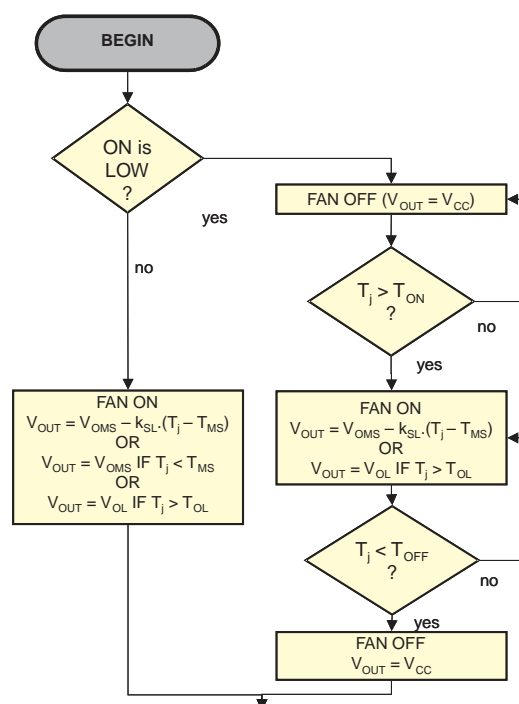 BEGIN
ON is
LOW
?
yes
no
FAN OFF (V_OUT = V_CC)
T_j > T_ON
?
no
yes
FAN ON
V_OUT = V_OMS – k_SL.(T_j – T_MS)
OR
V_OUT = V_OMS IF T_j < T_MS
OR
V_OUT = V_OL IF T_j > T_OL
FAN ON
V_OUT = V_OMS – k_SL.(T_j – T_MS)
OR
V_OUT = V_OL IF T_j > T_OL
T_j < T_OFF
?
no
yes
FAN OFF
V_OUT = V_CC